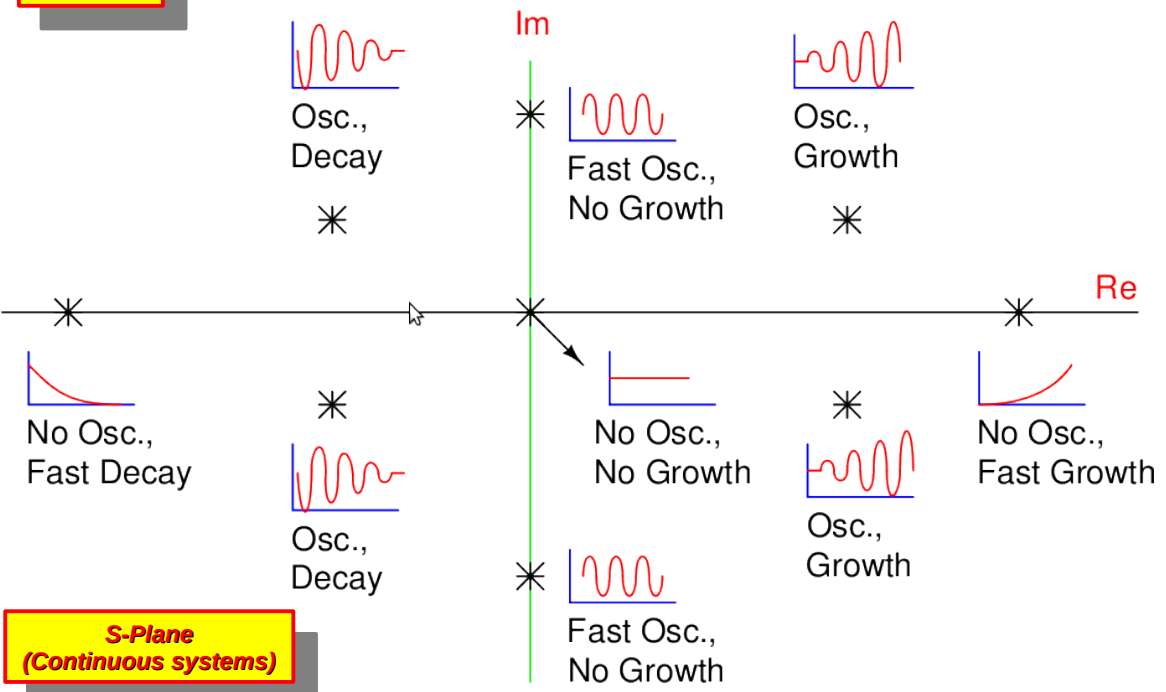 Im
Osc.,
Decay
Fast Osc.,
No Growth
Osc.,
Growth
Re
No Osc.,
Fast Decay
Osc.,
Decay
No Osc.,
No Growth
Osc.,
Growth
No Osc.,
Fast Growth
Fast Osc.,
No Growth
S-Plane
(Continuous systems)